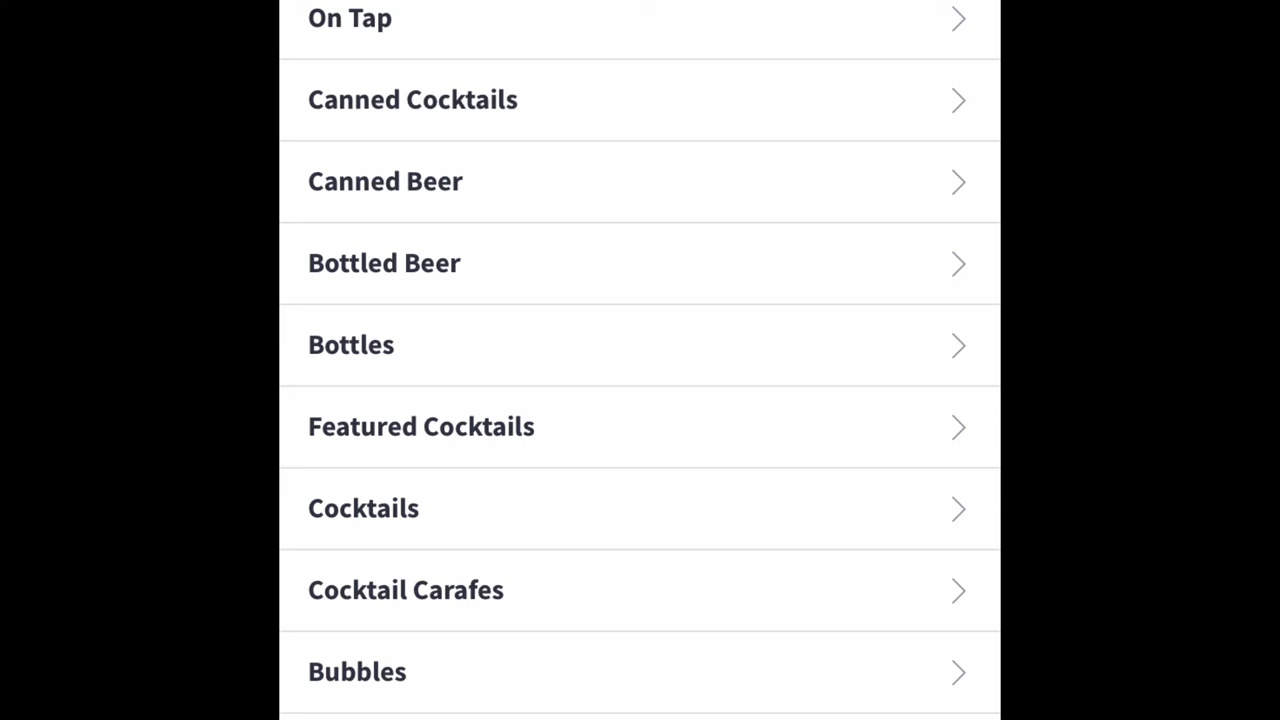 On Tap
Canned Cocktails
Canned Beer
Bottled Beer
Bottles
Featured Cocktails
Cocktails
Cocktail Carafes
Bubbles